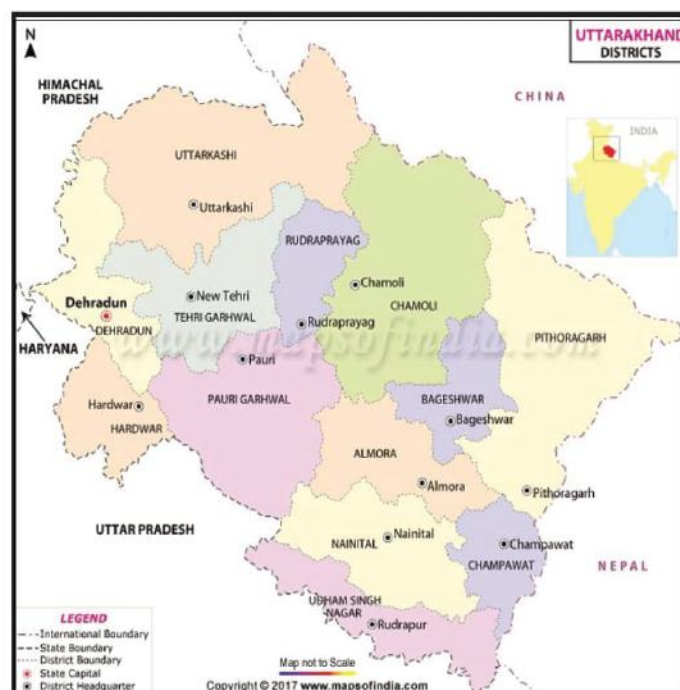 N
UTTARAKHAND
DISTRICTS
HIMACHAL
PRADESH
CHINA
INDIA
UTTARKASHI
Uttarkashi
RUDRAPRAYAG
Chamoli
New Tehri
CHAMOLI
Dehradun
TEHRI GARHWAL
Rudraprayag
DEHRADUN
HARYANA
www.mapsofindia.com
PITHORAGARH
Pauri
PAURI GARHWAL
BAGESHWAR
Hardwar
Bageshwar
HARDWAR
ALMORA
Almora
Pithoragarh
UTTAR PRADESH
Nainital
NAINITAL
Champawat
CHAMPAWAT
NEPAL
UDHAM SINGH
NAGAR
Rudrapur
LEGEND
International Boundary
State Boundary
District Boundary
State Capital
District Headquarter
Map not to Scale
Copyright © 2017 www.mapsofindia.com